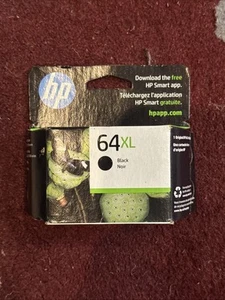 hp
Download the free
HP Smart app.
Téléchargez l'application
HP Smart gratuite.
hpapp.com
64XL
Black
Noir